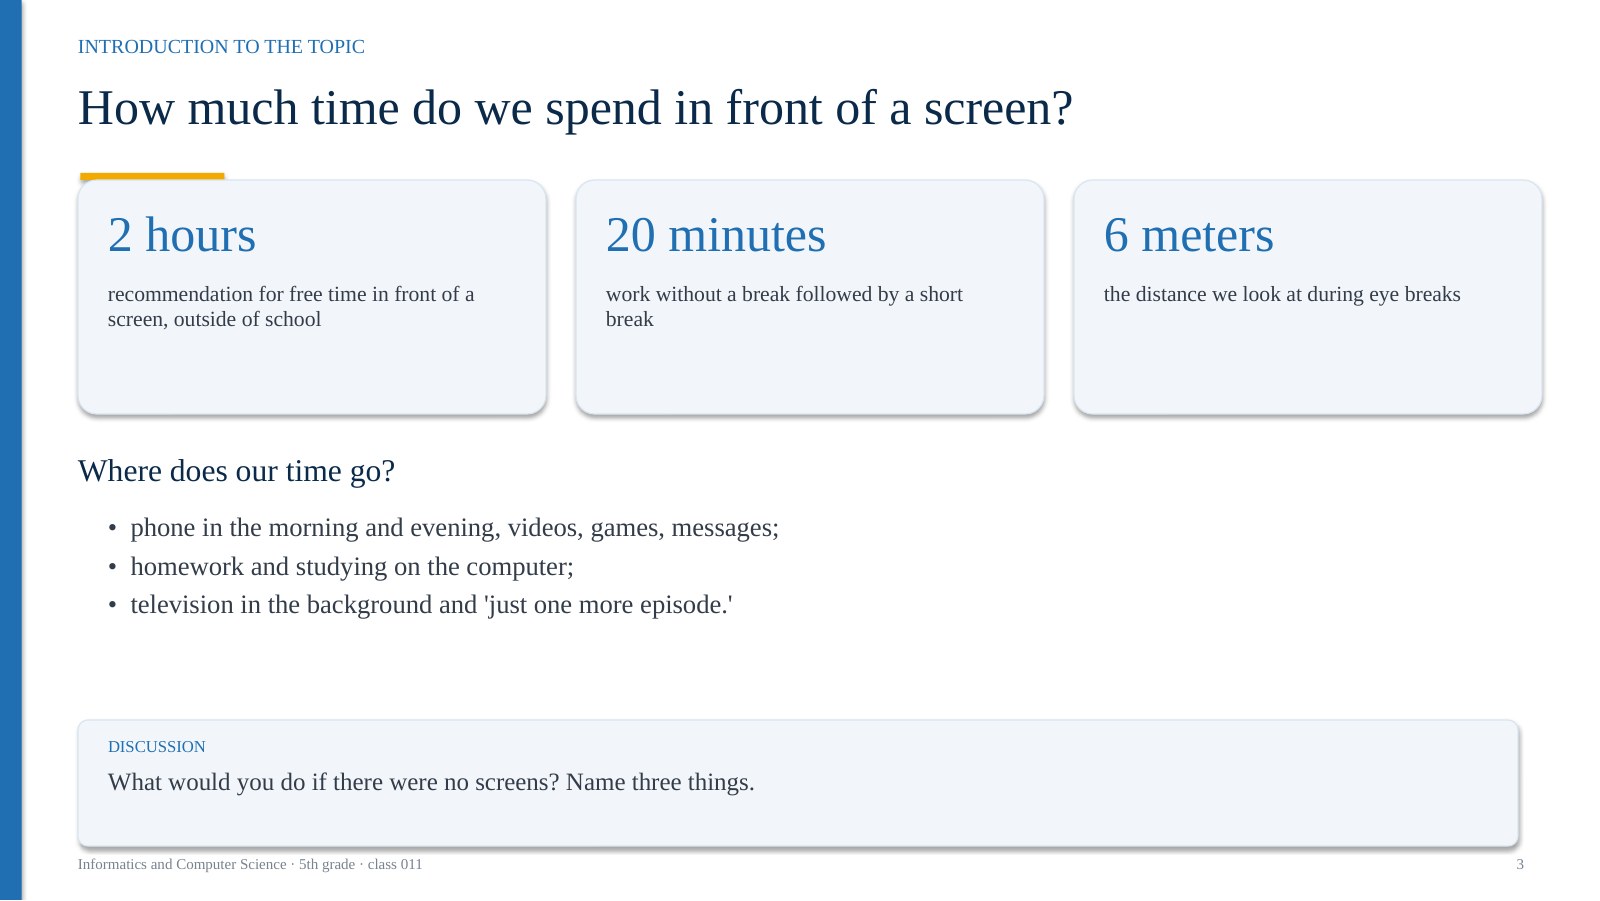 INTRODUCTION TO THE TOPIC
How much time do we spend in front of a screen?
2 hours
recommendation for free time in front of a
screen, outside of school
20 minutes
work without a break followed by a short
break
6 meters
the distance we look at during eye breaks
Where does our time go?
• phone in the morning and evening, videos, games, messages;
• homework and studying on the computer;
• television in the background and 'just one more episode.'
DISCUSSION
What would you do if there were no screens? Name three things.
Informatics and Computer Science · 5th grade · class 011
3